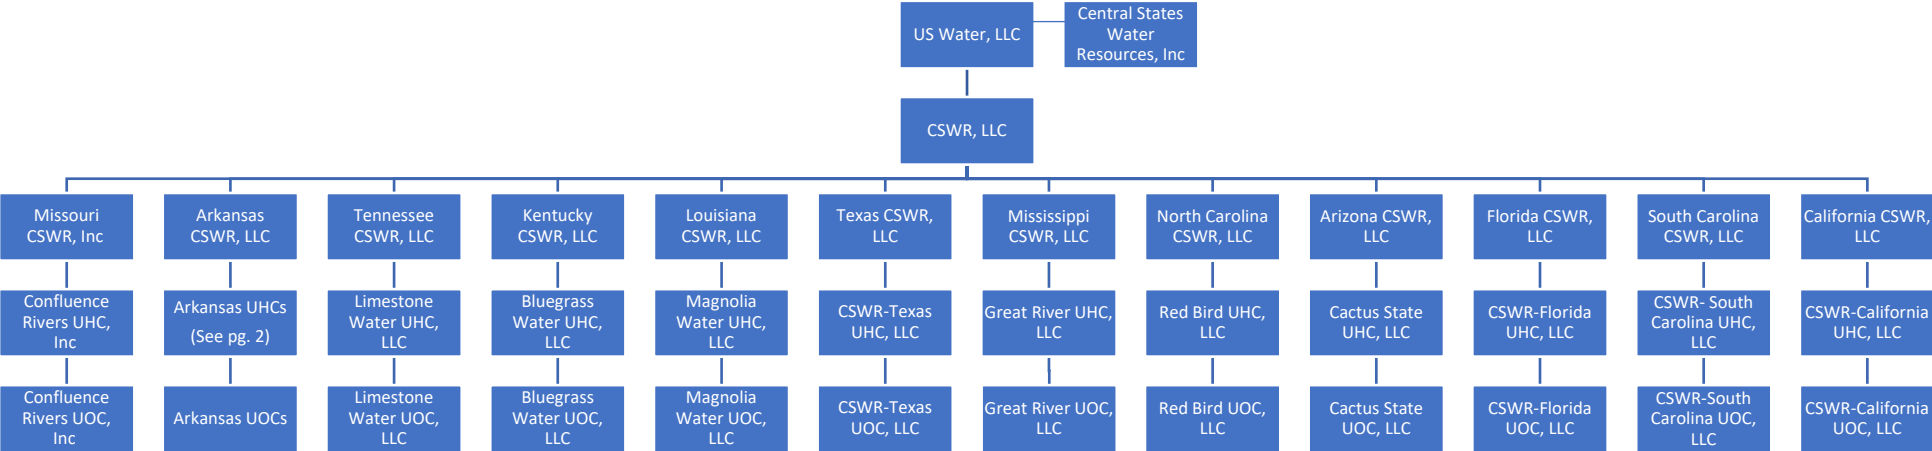 US Water, LLC
Central States
Water
Resources, Inc
CSWR, LLC
Missouri
CSWR, Inc
Arkansas
CSWR, LLC
Tennessee
CSWR, LLC
Kentucky
CSWR, LLC
Louisiana
CSWR, LLC
Texas CSWR,
LLC
Mississippi
CSWR, LLC
North Carolina
CSWR, LLC
Arizona CSWR,
LLC
Florida CSWR,
LLC
South Carolina
CSWR, LLC
California CSWR,
LLC
Confluence
Rivers UHC,
Inc
Arkansas UHCs
(See pg. 2)
Limestone
Water UHC,
LLC
Bluegrass
Water UHC,
LLC
Magnolia
Water UHC,
LLC
CSWR-Texas
UHC, LLC
Great River UHC,
LLC
Red Bird UHC,
LLC
Cactus State
UHC, LLC
CSWR-Florida
UHC, LLC
CSWR- South
Carolina UHC,
LLC
CSWR-California
UHC, LLC
Confluence
Rivers UOC,
Inc
Arkansas UOCs
Limestone
Water UOC,
LLC
Bluegrass
Water UOC,
LLC
Magnolia
Water UOC,
LLC
CSWR-Texas
UOC, LLC
Great River UOC,
LLC
Red Bird UOC,
LLC
Cactus State
UOC, LLC
CSWR-Florida
UOC, LLC
CSWR-South
Carolina UOC,
LLC
CSWR-California
UOC, LLC